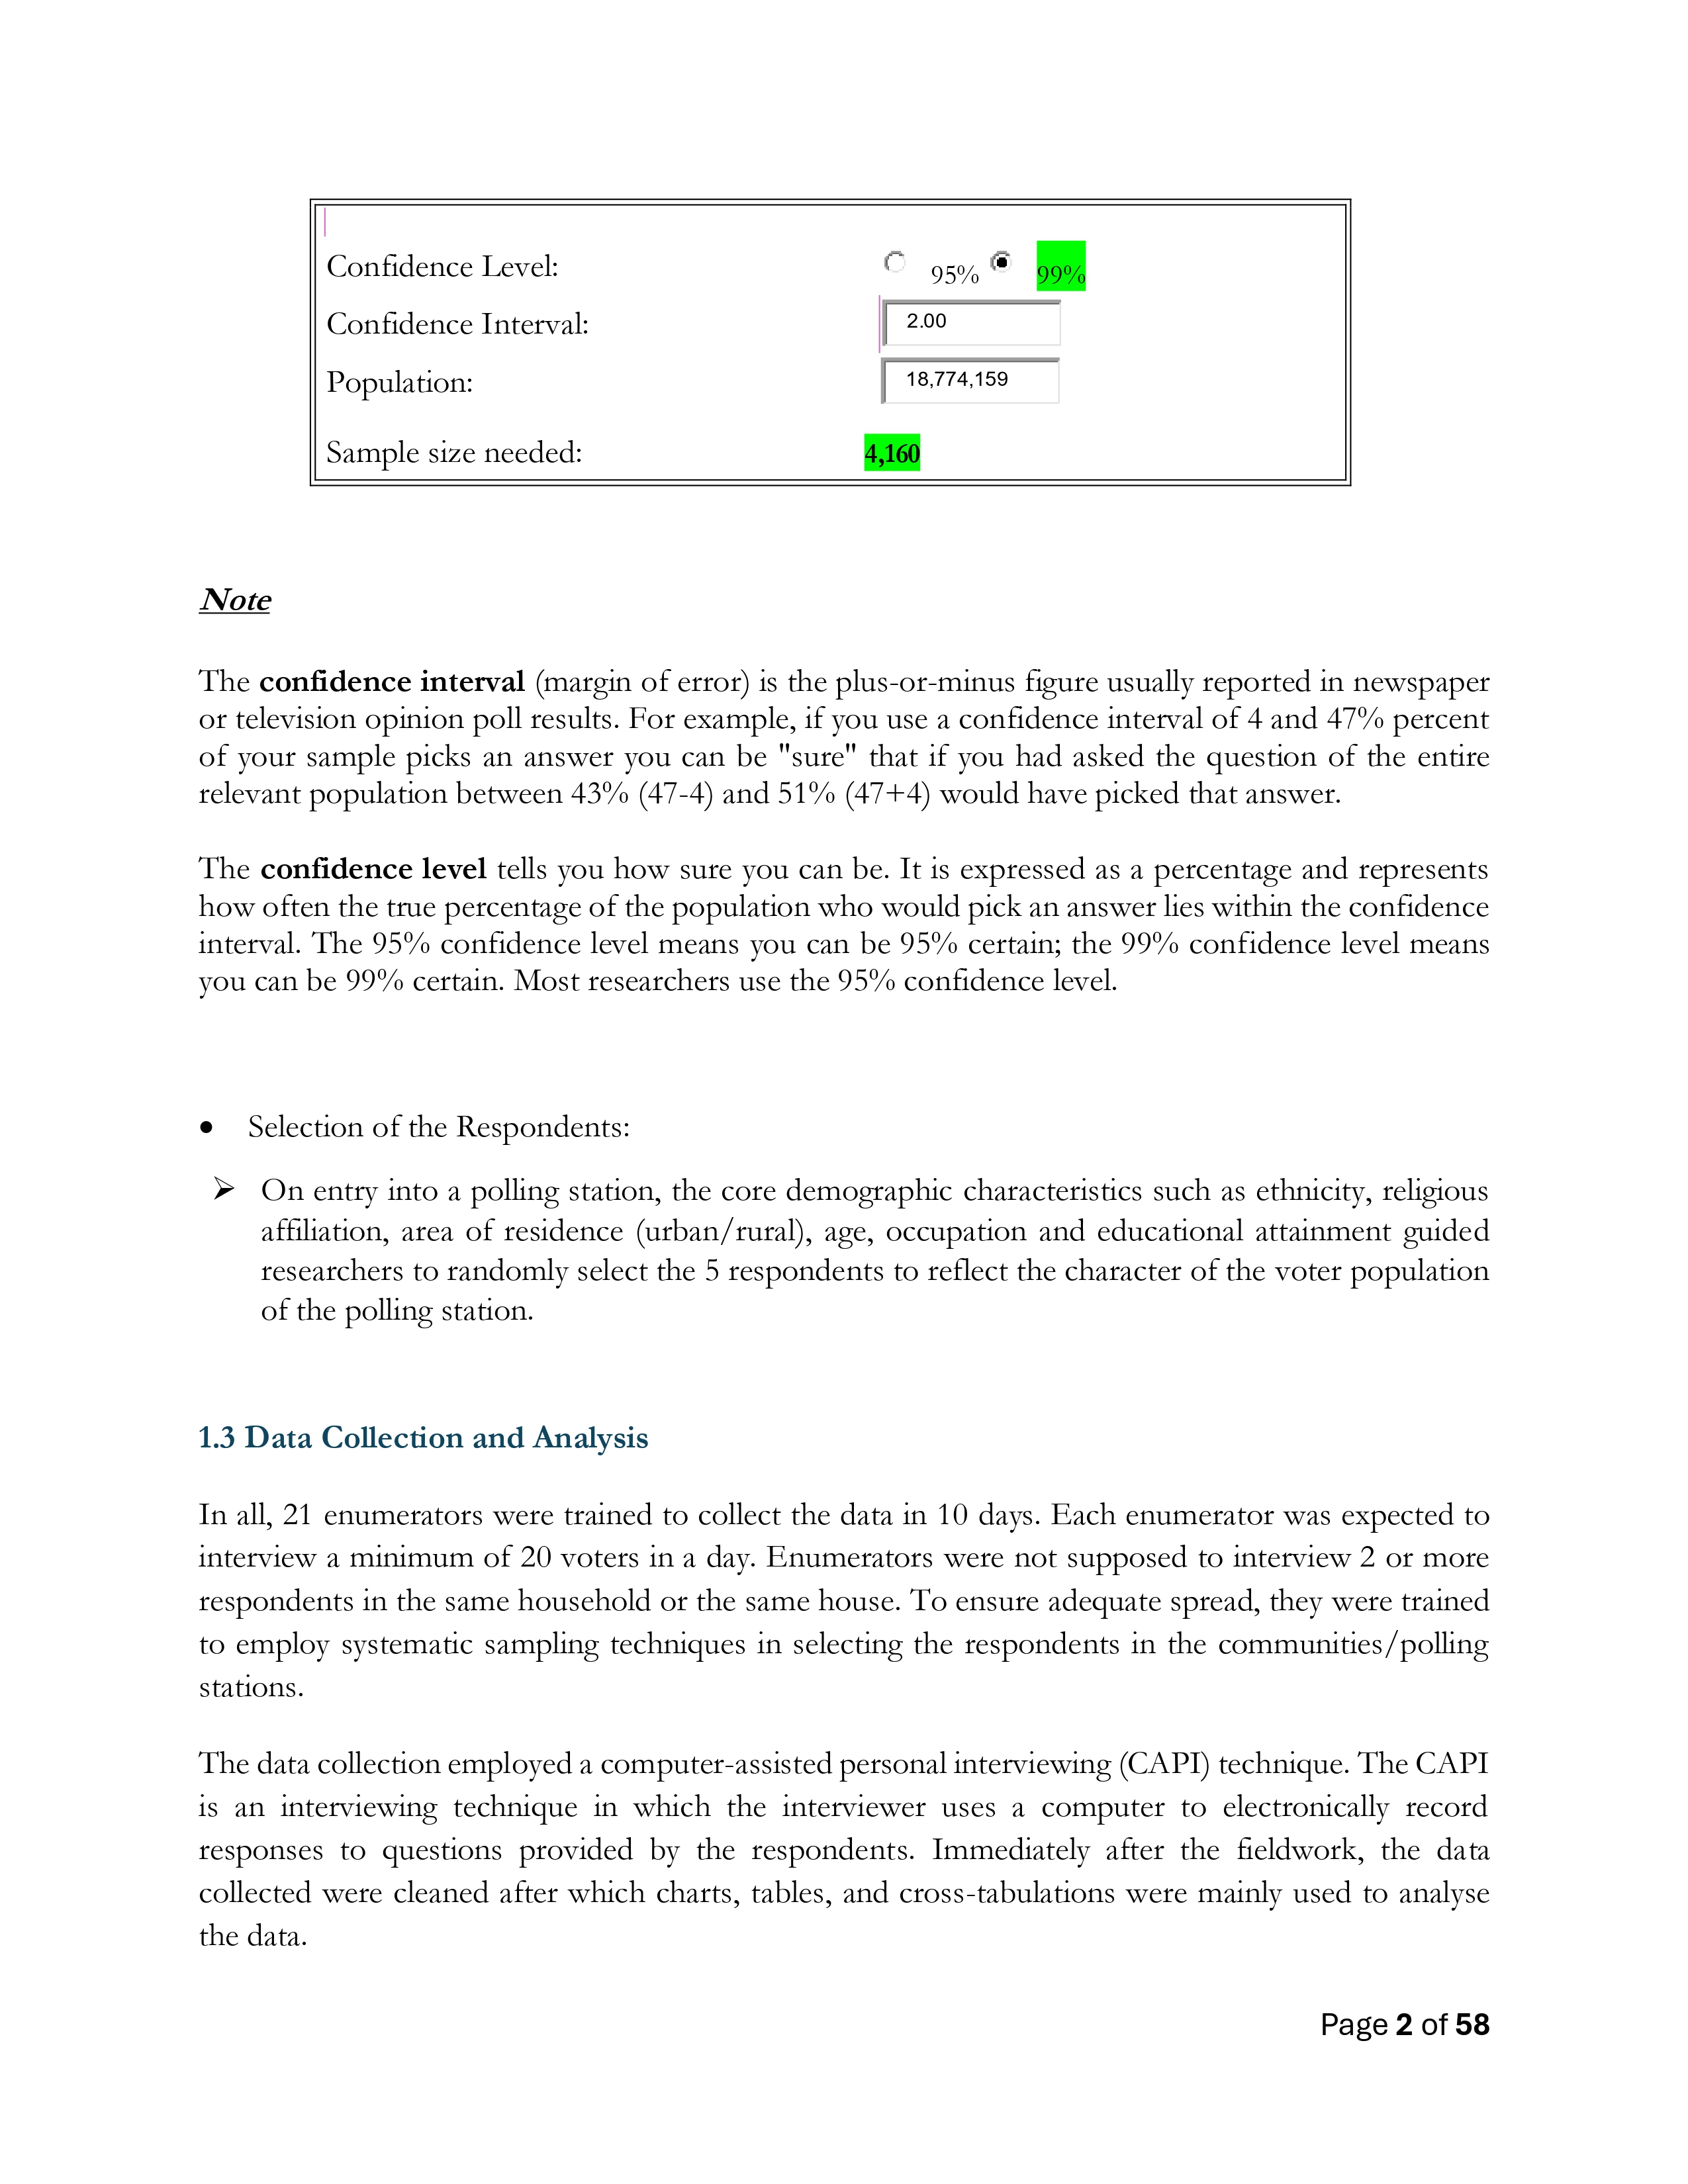 Confidence Level: 95% 99%
Confidence Interval: 2.00
Population: 18,774,159
Sample size needed: 4,160
Note
The confidence interval (margin of error) is the plus-or-minus figure usually reported in newspaper
or television opinion poll results. For example, if you use a confidence interval of 4 and 47% percent
of your sample picks an answer you can be "sure" that if you had asked the question of the entire
relevant population between 43% (47-4) and 51% (47+4) would have picked that answer.
The confidence level tells you how sure you can be. It is expressed as a percentage and represents
how often the true percentage of the population who would pick an answer lies within the confidence
interval. The 95% confidence level means you can be 95% certain; the 99% confidence level means
you can be 99% certain. Most researchers use the 95% confidence level.
• Selection of the Respondents:
➢ On entry into a polling station, the core demographic characteristics such as ethnicity, religious
affiliation, area of residence (urban/rural), age, occupation and educational attainment guided
researchers to randomly select the 5 respondents to reflect the character of the voter population
of the polling station.
1.3 Data Collection and Analysis
In all, 21 enumerators were trained to collect the data in 10 days. Each enumerator was expected to
interview a minimum of 20 voters in a day. Enumerators were not supposed to interview 2 or more
respondents in the same household or the same house. To ensure adequate spread, they were trained
to employ systematic sampling techniques in selecting the respondents in the communities/polling
stations.
The data collection employed a computer-assisted personal interviewing (CAPI) technique. The CAPI
is an interviewing technique in which the interviewer uses a computer to electronically record
responses to questions provided by the respondents. Immediately after the fieldwork, the data
collected were cleaned after which charts, tables, and cross-tabulations were mainly used to analyse
the data.
Page 2 of 58